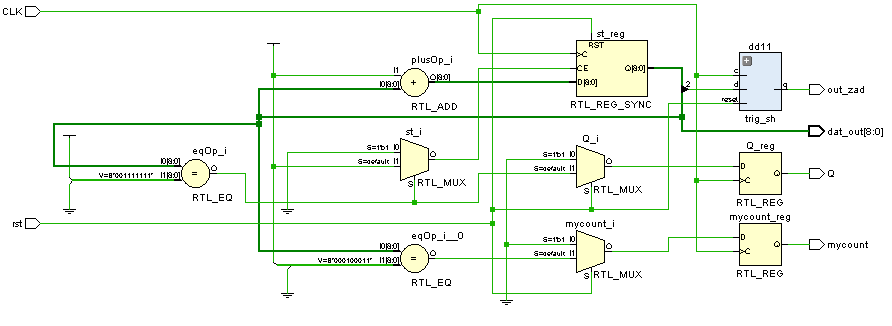 CLK
st_reg
RST
C
CE
D[8:0]
Q[8:0]
RTL_REG_SYNC
dd11
c
d
reset
q
trig_sh
2
out_zad
dat_out[8:0]
plusOp_i
I1
I0[8:0]
+
O[8:0]
RTL_ADD
eqOp_i
I0[8:0]
V=B"001111111" I1[8:0]
=
O
RTL_EQ
st_i
S=1'b1 I0
S=default I1
O
S
RTL_MUX
Q_i
S=1'b1 I0
S=default I1
O
S
RTL_MUX
Q_reg
D
C
Q
RTL_REG
Q
rst
eqOp_i__0
I0[8:0]
V=B"000100011" I1[8:0]
=
O
RTL_EQ
mycount_i
S=1'b1 I0
S=default I1
O
S
RTL_MUX
mycount_reg
D
C
Q
RTL_REG
mycount